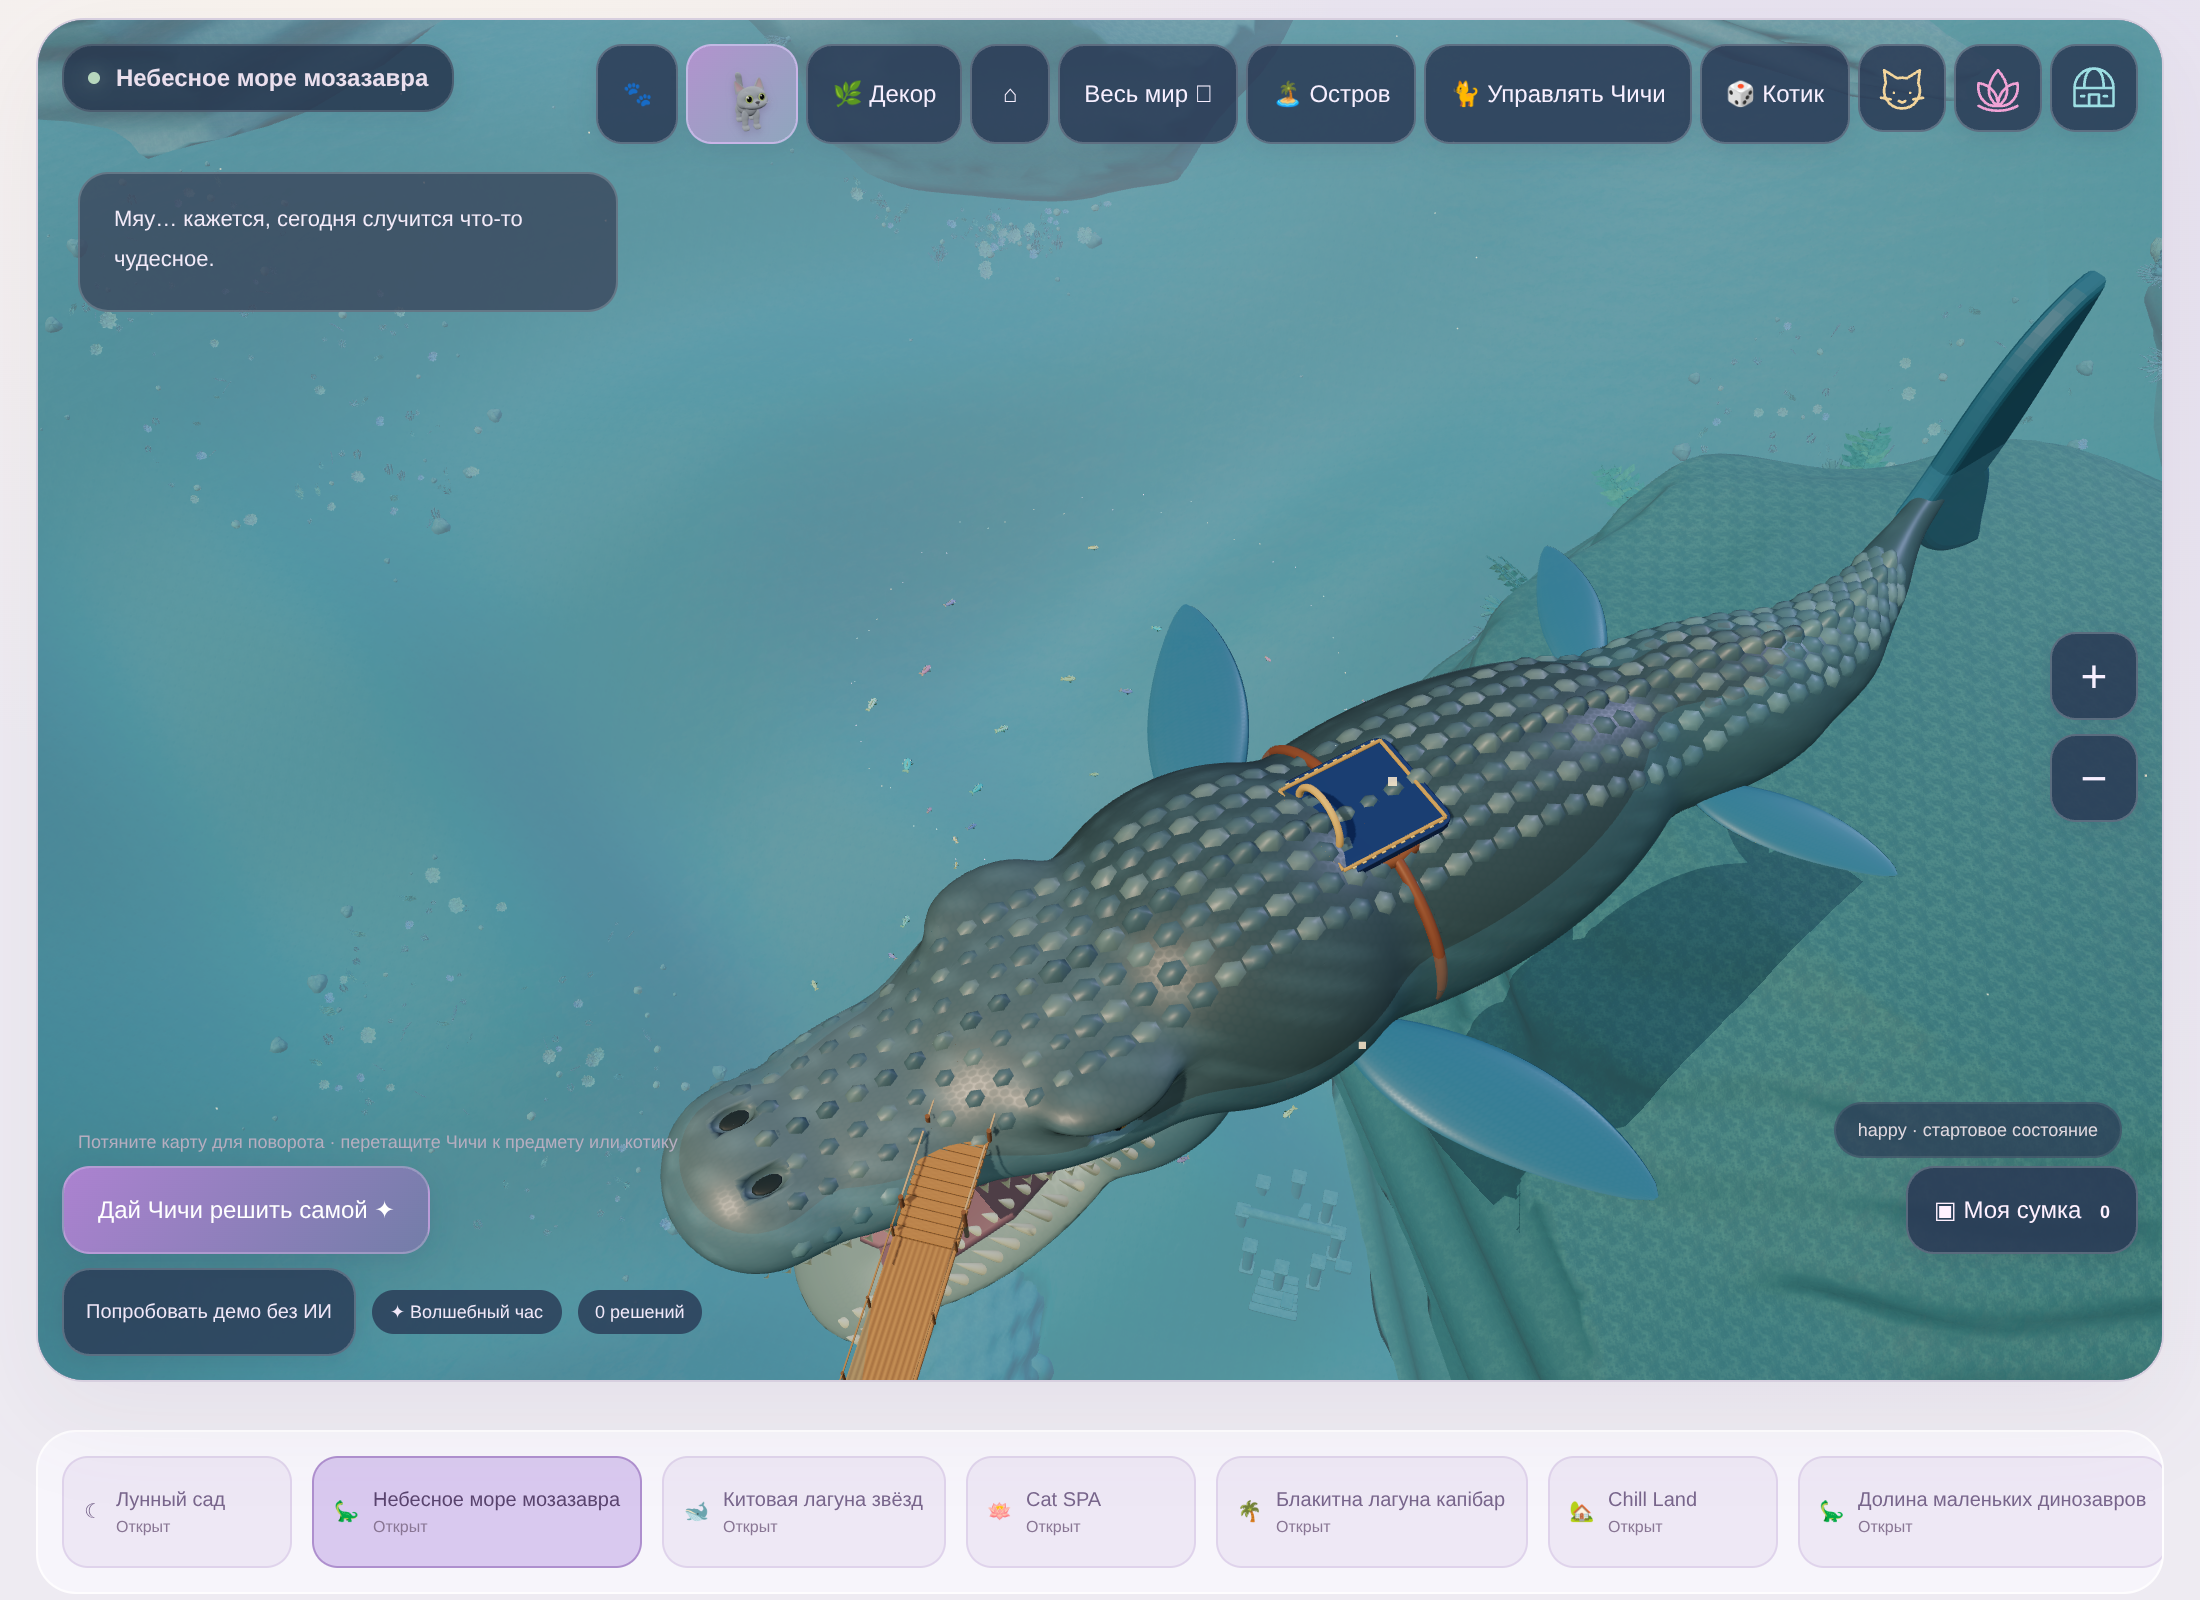 Небесное море мозазавра
Декор
Весь мир
Остров
Управлять Чичи
Котик
Мяу… кажется, сегодня случится что-то
чудесное.
+
−
Потяните карту для поворота · перетащите Чичи к предмету или котику
happy · стартовое состояние
Дай Чичи решить самой ✦
Моя сумка 0
Попробовать демо без ИИ
✦ Волшебный час
0 решений
Лунный сад
Открыт
Небесное море мозазавра
Открыт
Китовая лагуна звёзд
Открыт
Cat SPA
Открыт
Блакитна лагуна капібар
Открыт
Chill Land
Открыт
Долина маленьких динозавров
Открыт